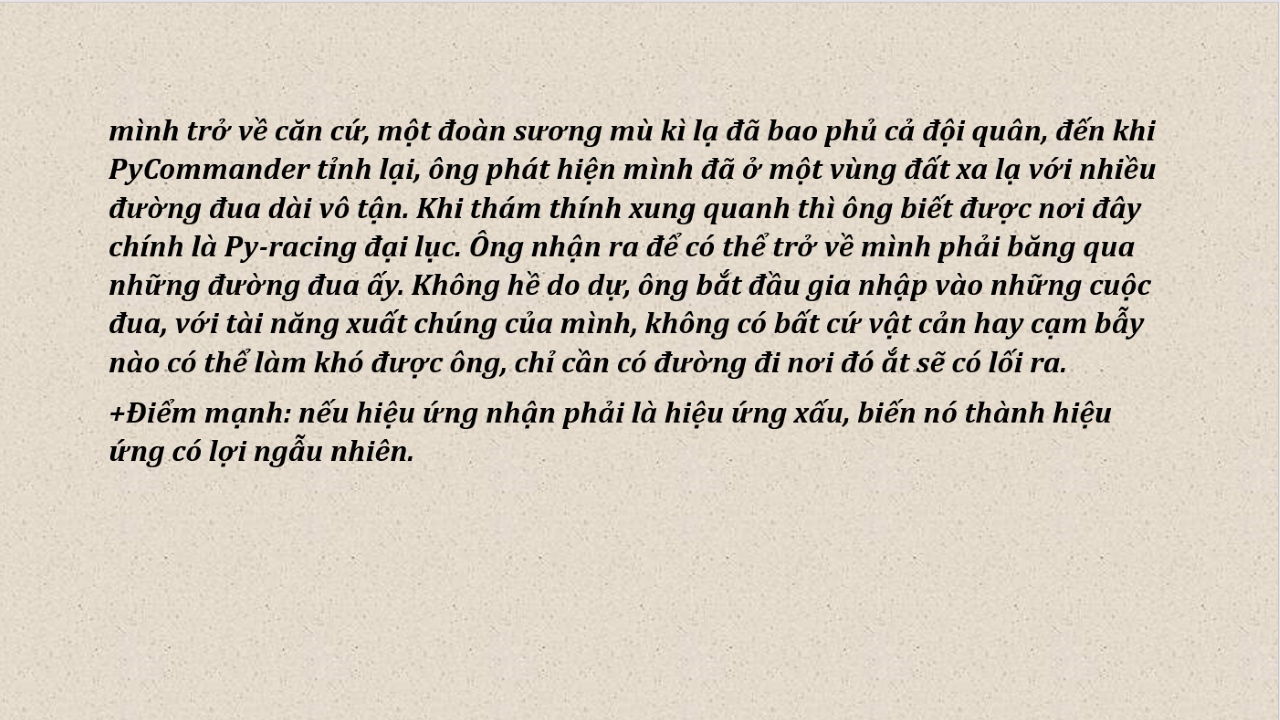 mình trở về căn cứ, một đoàn sương mù kì lạ đã bao phủ cả đội quân, đến khi
PyCommander tỉnh lại, ông phát hiện mình đã ở một vùng đất xa lạ với nhiều
đường đua dài vô tận. Khi thám thính xung quanh thì ông biết được nơi đây
chính là Py-racing đại lục. Ông nhận ra để có thể trở về mình phải băng qua
những đường đua ấy. Không hề do dự, ông bắt đầu gia nhập vào những cuộc
đua, với tài năng xuất chúng của mình, không có bất cứ vật cản hay cạm bẫy
nào có thể làm khó được ông, chỉ cần có đường đi nơi đó ắt sẽ có lối ra.
+Điểm mạnh: nếu hiệu ứng nhận phải là hiệu ứng xấu, biến nó thành hiệu
ứng có lợi ngẫu nhiên.